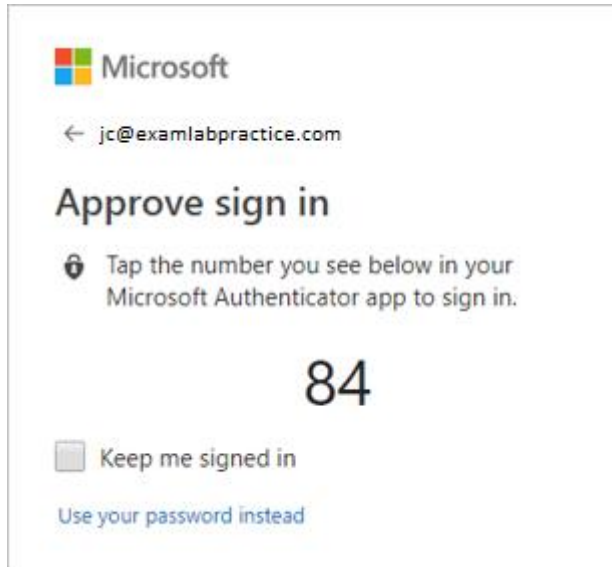 Microsoft
← jc@examlabpractice.com
Approve sign in
Tap the number you see below in your
Microsoft Authenticator app to sign in.
84
Keep me signed in
Use your password instead